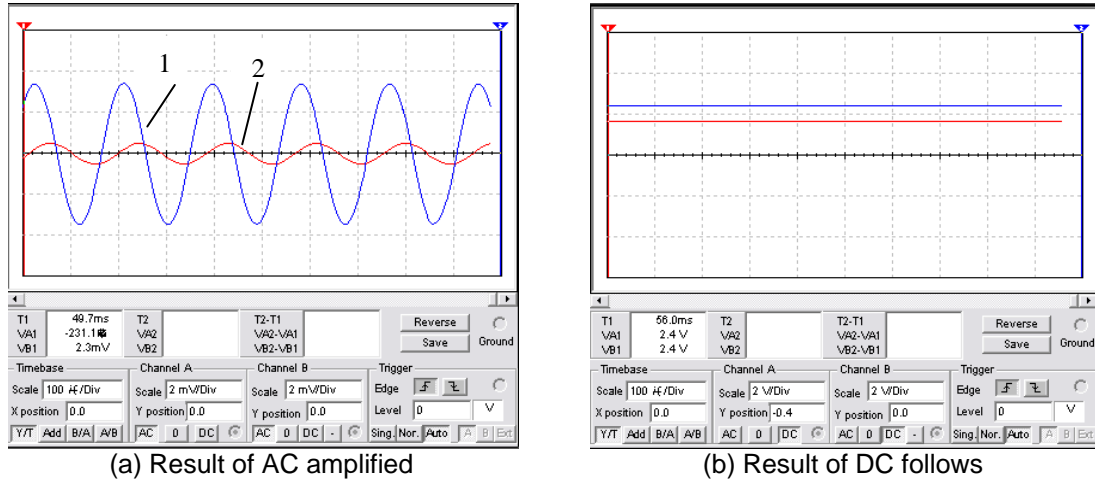 1 2
1 2
1 2
T1 49.7ms T2 T2-T1
VA1 -231.1 VA2 VA2-VA1
VB1 2.3mV VB2 VB2-VB1
Reverse
Save
Ground
Timebase
Scale 100 /Div
X position 0.0
Y/T Add B/A A/B
Channel A
Scale 2 mV/Div
Y position 0.0
AC 0 DC
Channel B
Scale 2 mV/Div
Y position 0.0
AC 0 DC -
Trigger
Edge
Level 0 V
Sing. Nor. Auto A B Ext
(a) Result of AC amplified
T1 56.0ms T2 T2-T1
VA1 2.4 V VA2 VA2-VA1
VB1 2.4 V VB2 VB2-VB1
Reverse
Save
Ground
Timebase
Scale 100 /Div
X position 0.0
Y/T Add B/A A/B
Channel A
Scale 2 V/Div
Y position -0.4
AC 0 DC
Channel B
Scale 2 V/Div
Y position 0.0
AC 0 DC -
Trigger
Edge
Level 0 V
Sing. Nor. Auto A B Ext
(b) Result of DC follows